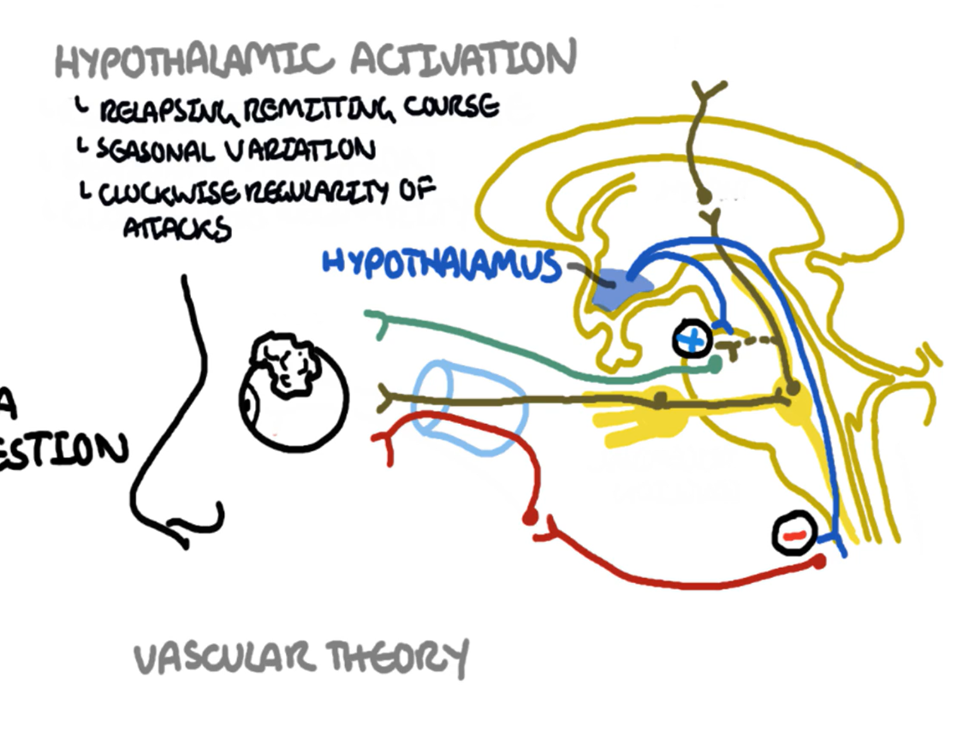 HYPOTHALAMIC ACTIVATION
└ RELAPSING, REMITTING COURSE
└ SEASONAL VARIATION
└ CLOCKWISE REGULARITY OF
ATTACKS
HYPOTHALAMUS
+
A
ESTION
-
VASCULAR THEORY